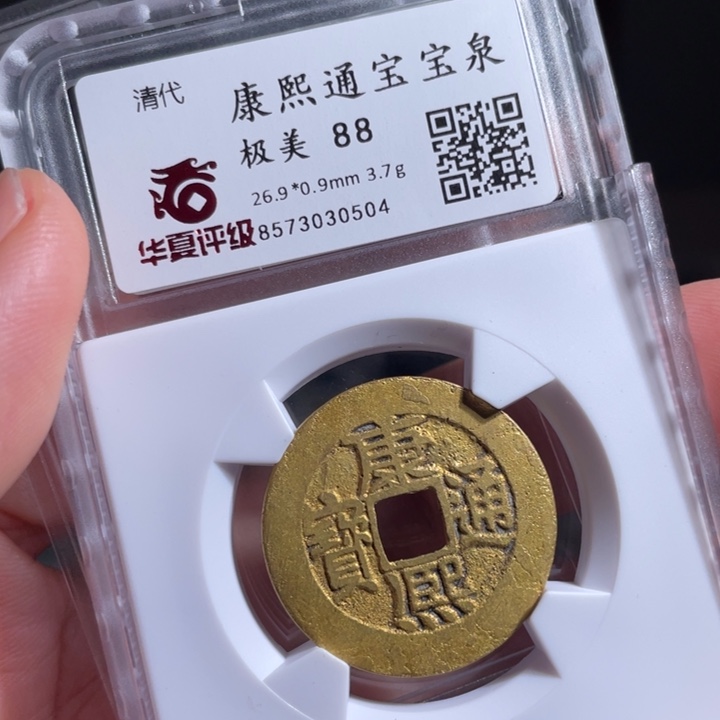 清代
康熙通宝宝泉
极美 88
26.9*0.9mm 3.7g
华夏评级 8573030504
康熙通寶